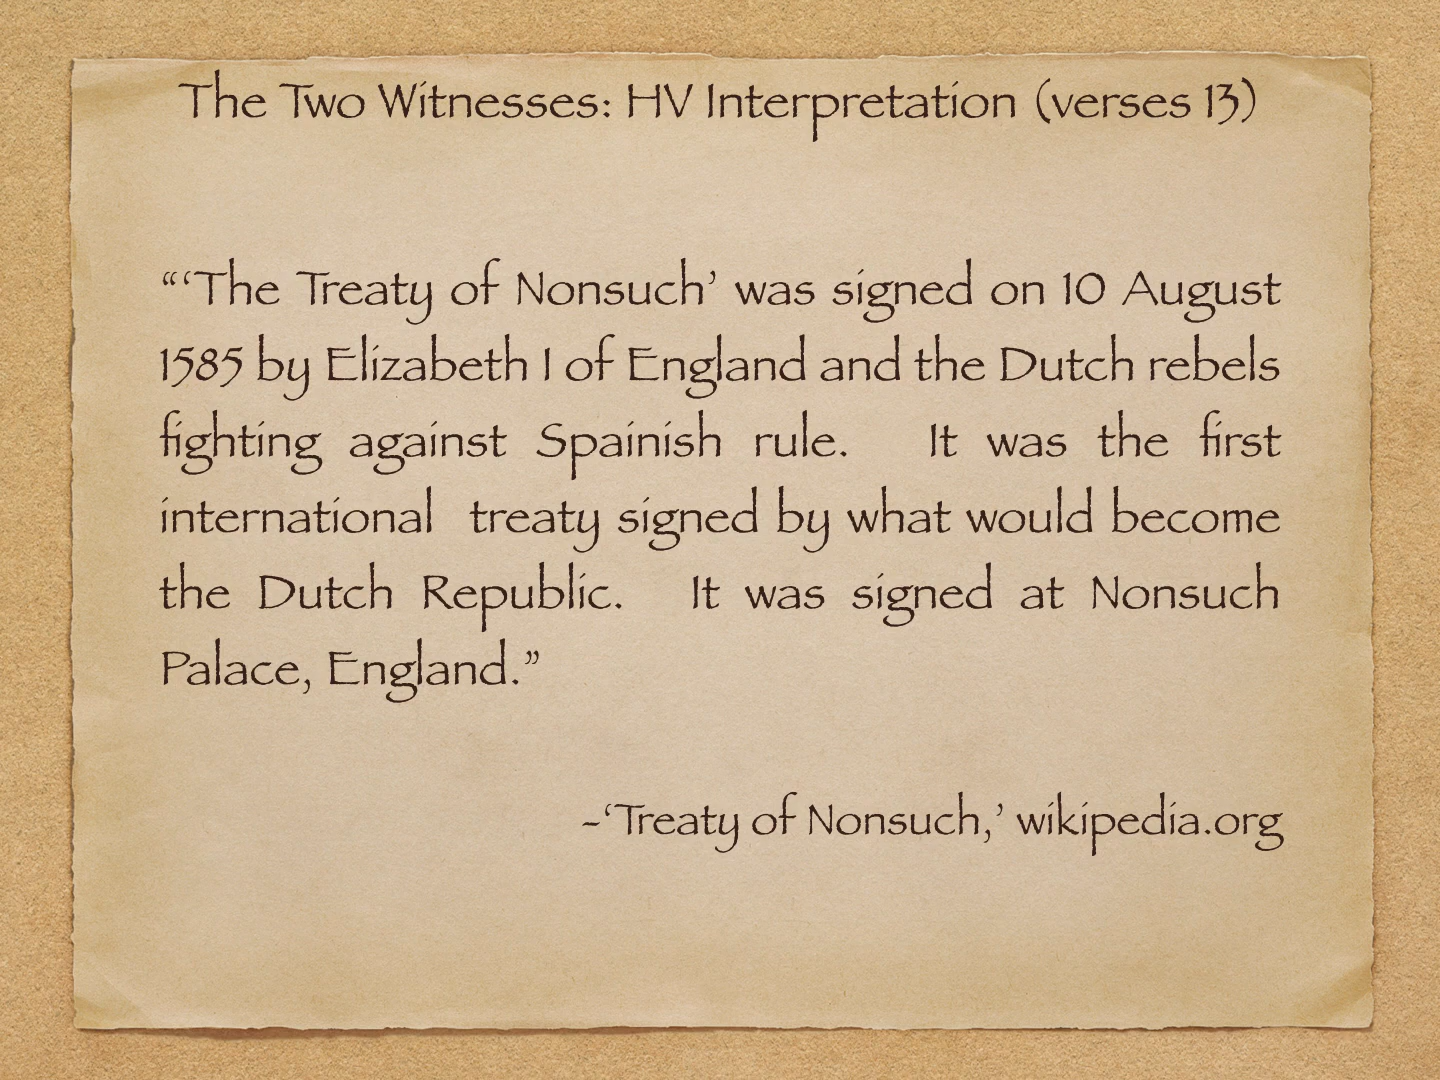 The Two Witnesses: HV Interpretation (verses 13)
“‘The Treaty of Nonsuch’ was signed on 10 August
1585 by Elizabeth I of England and the Dutch rebels
fighting against Spainish rule. It was the first
international treaty signed by what would become
the Dutch Republic. It was signed at Nonsuch
Palace, England.”
-‘Treaty of Nonsuch,’ wikipedia.org